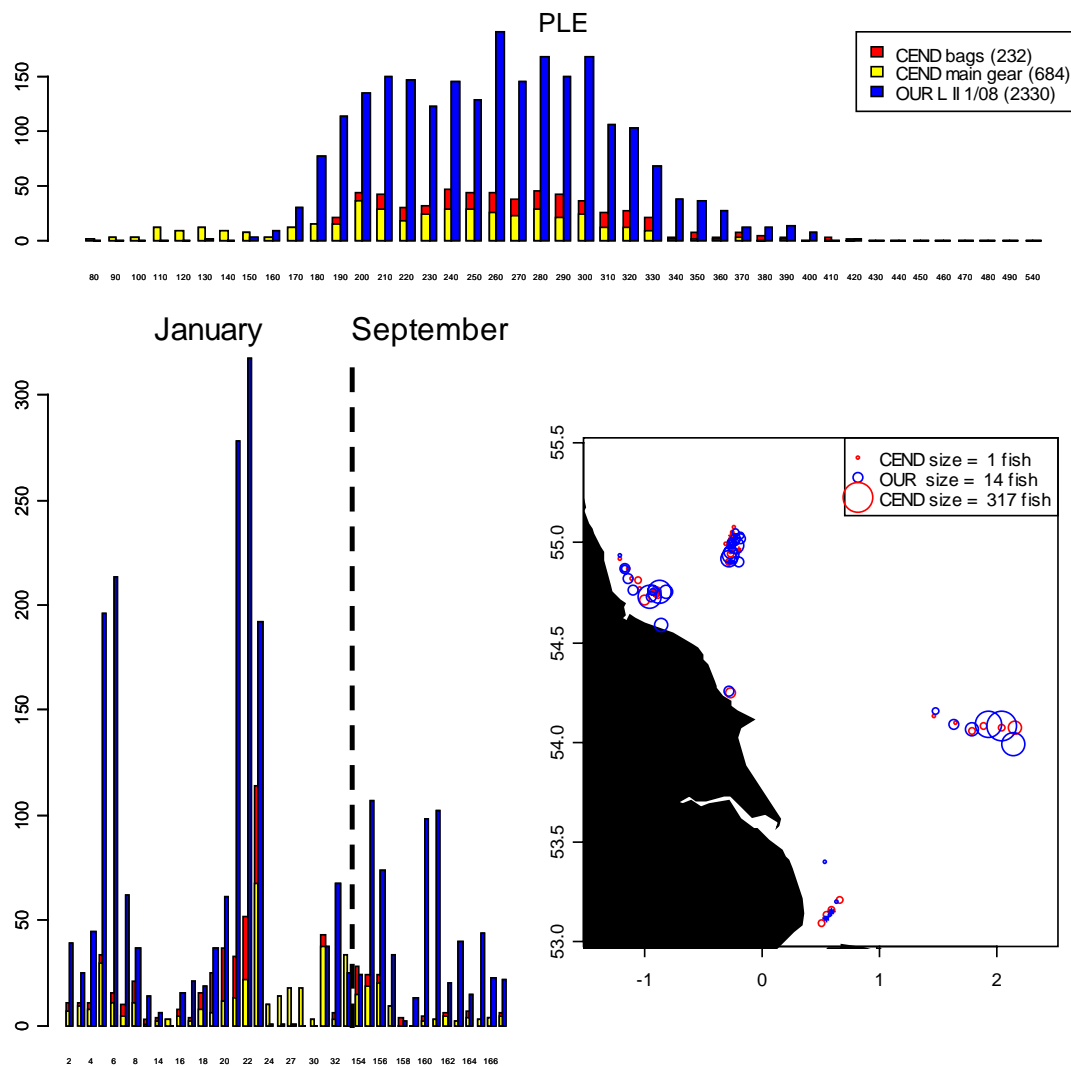 PLE
CEND bags (232)
CEND main gear (684)
OUR L II 1/08 (2330)
150
100
50
0
80 90 100 110 120 130 140 150 160 170 180 190 200 210 220 230 240 250 260 270 280 290 300 310 320 330 340 350 360 370 380 390 400 410 420 430 440 450 460 470 480 490 540
January September
300
250
200
150
100
50
0
2 4 6 8 14 16 18 20 22 24 27 30 32 154 156 158 160 162 164 166
CEND size = 1 fish
OUR size = 14 fish
CEND size = 317 fish
55.5
55.0
54.5
54.0
53.5
53.0
-1 0 1 2